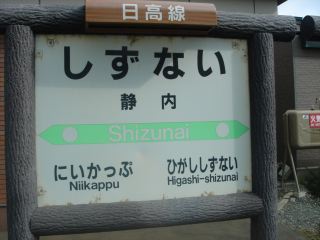 日高線
しずない
静内
Shizunai
にいかっぷ ひがししずない
Niikappu Higashi-shizunai